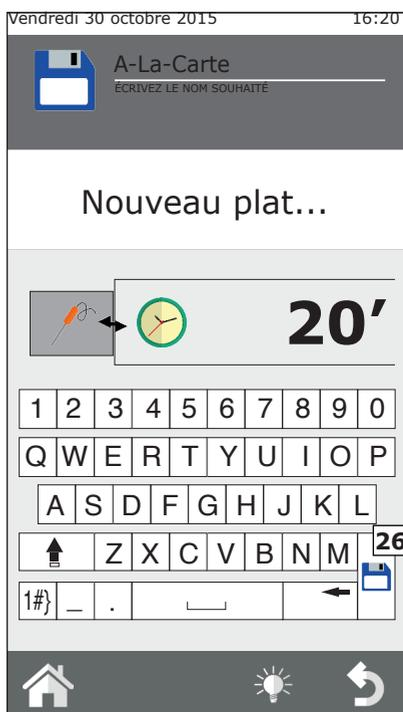 Vendredi 30 octobre 2015 16:20
A-La-Carte
ÉCRIVEZ LE NOM SOUHAITÉ
Nouveau plat...
20’
1 2 3 4 5 6 7 8 9 0
Q W E R T Y U I O P
A S D F G H J K L
Z X C V B N M
26
1#} _ .